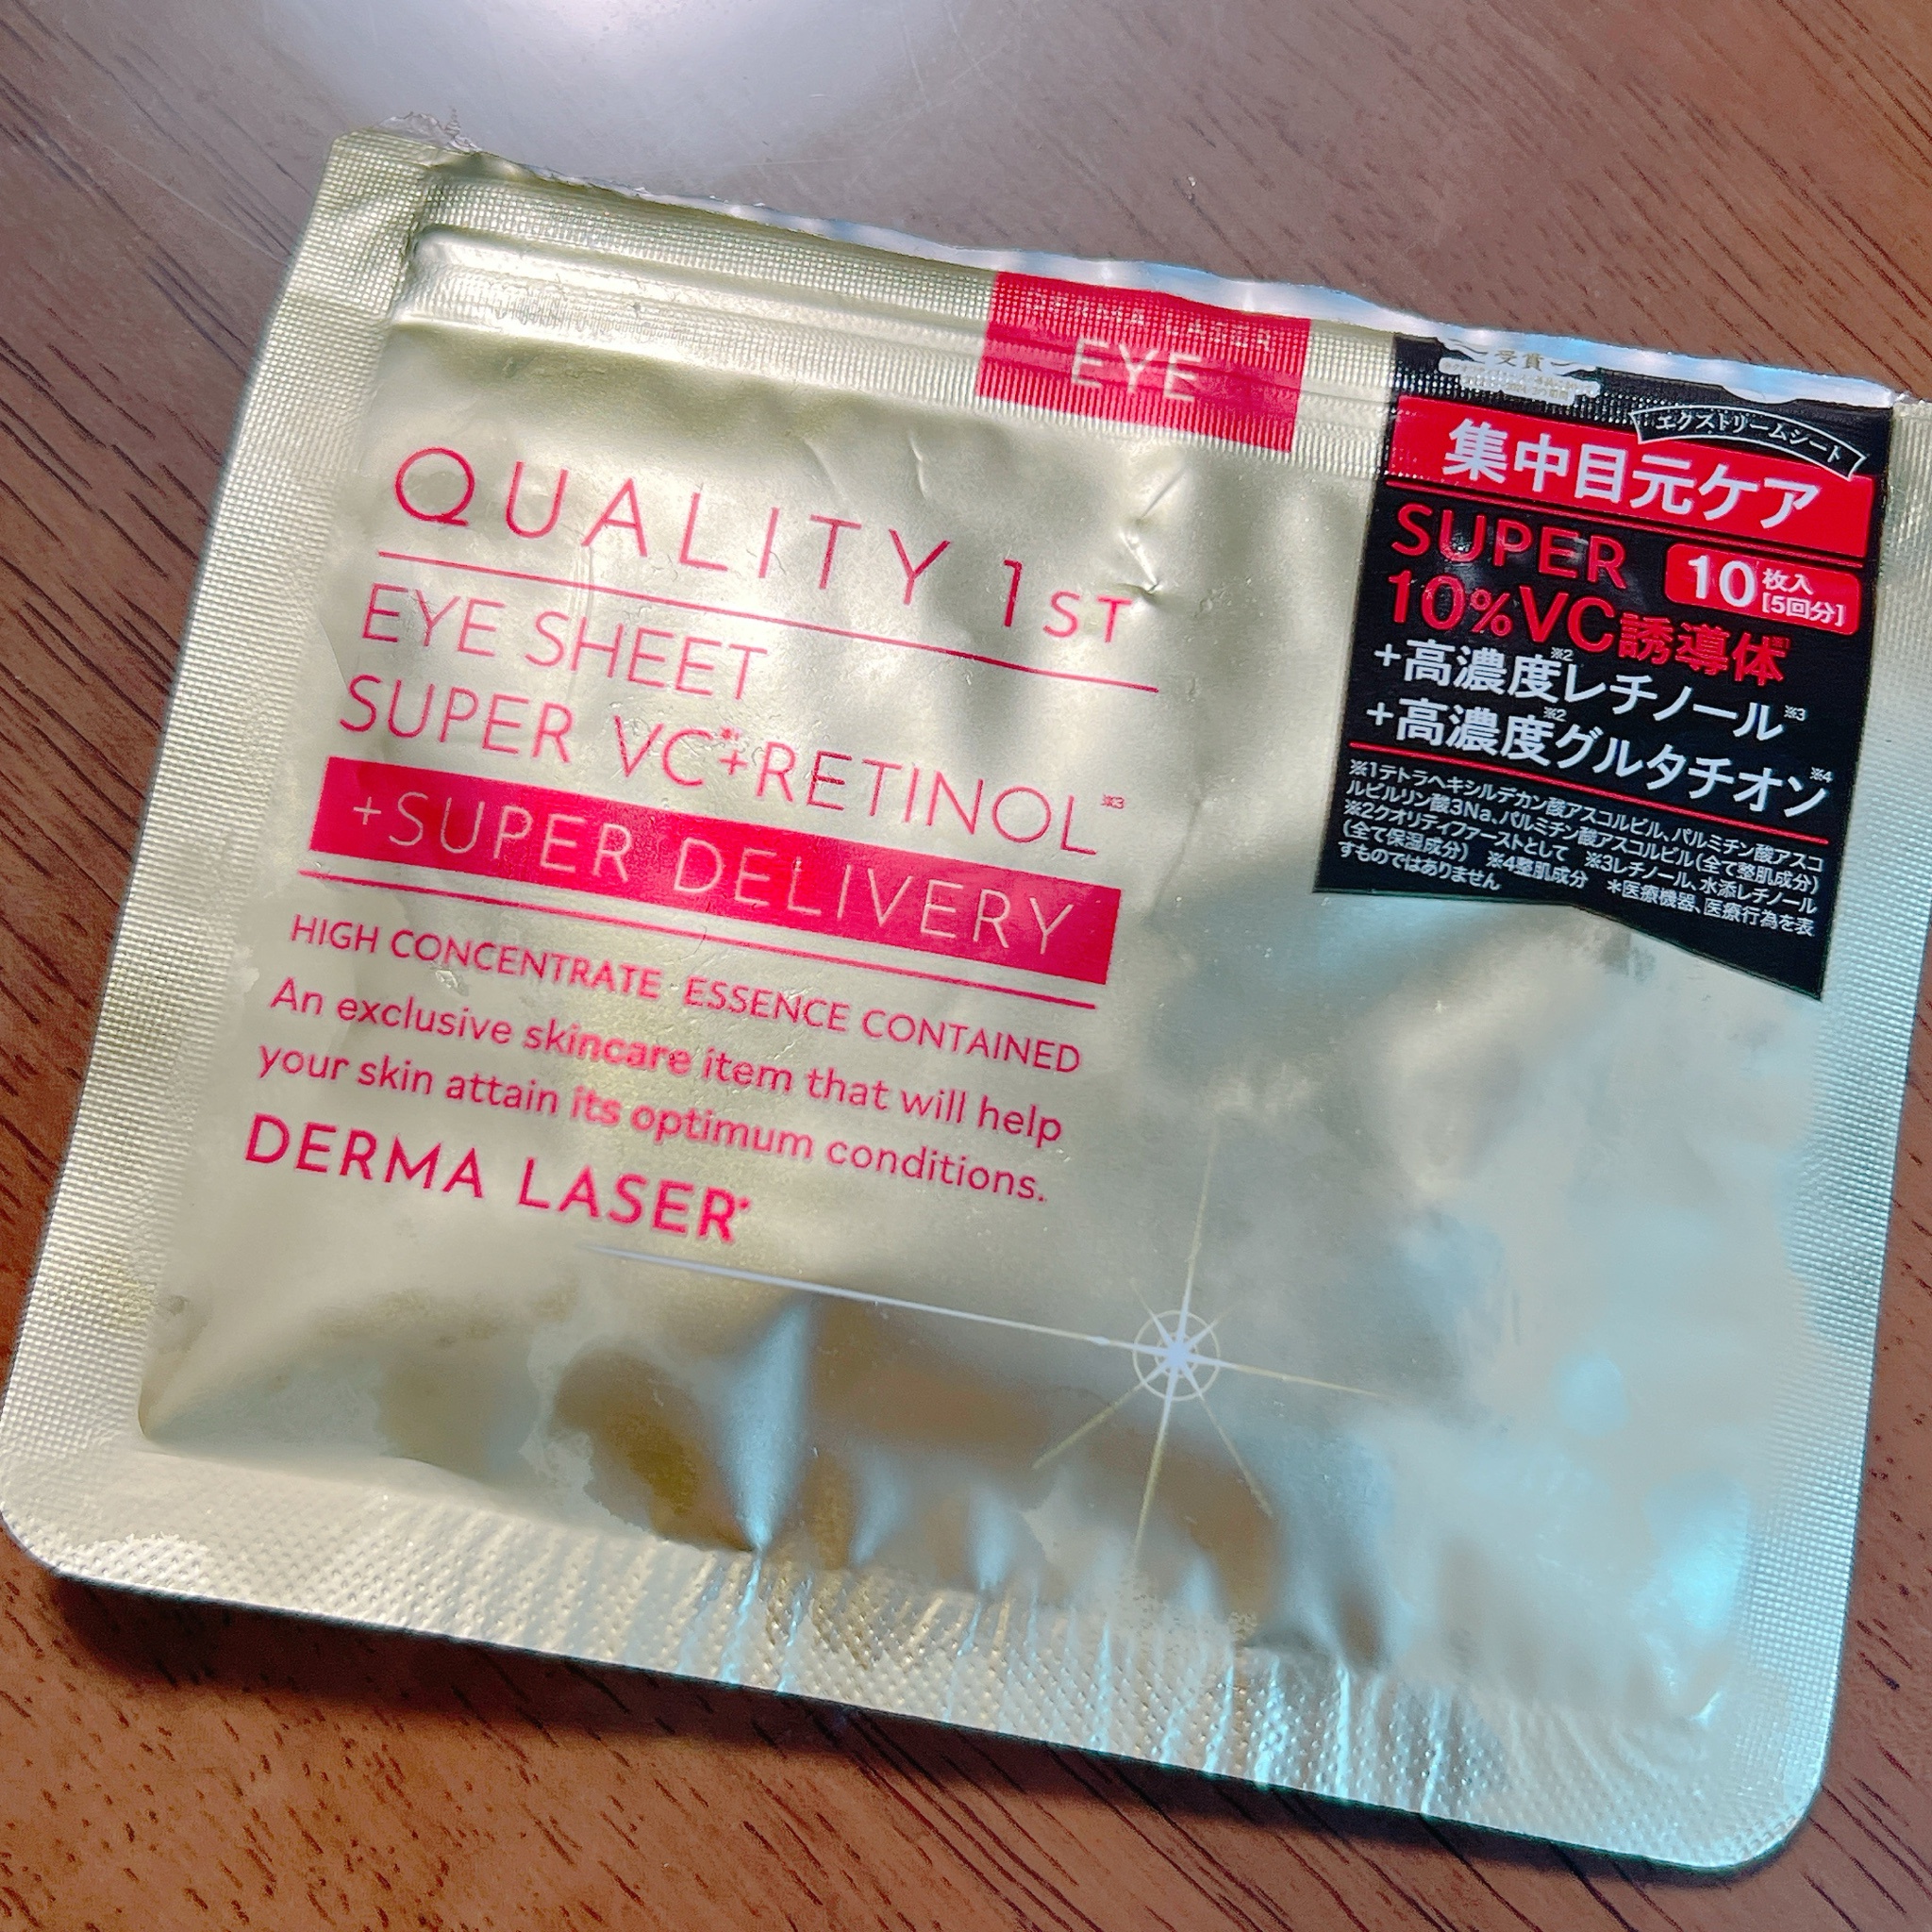 DERMA LASER
EYE
QUALITY 1ST
EYE SHEET
SUPER VC+RETINOL※3
+SUPER DELIVERY
HIGH CONCENTRATE ESSENCE CONTAINED
An exclusive skincare item that will help
your skin attain its optimum conditions.
DERMA LASER*
受賞
エクストリームシート
集中目元ケア
SUPER
10枚入
[5回分]
10%VC誘導体
+高濃度※2レチノール※3
+高濃度※2グルタチオン※4
※1テトラヘキシルデカン酸アスコルビル、パルミチン酸アスコ
ルビルリン酸3Na、パルミチン酸アスコルビル(全て整肌成分)
※2クオリティファーストとして ※3レチノール、水添レチノール
(全て保湿成分) ※4整肌成分 *医療機器、医療行為を表
すものではありません